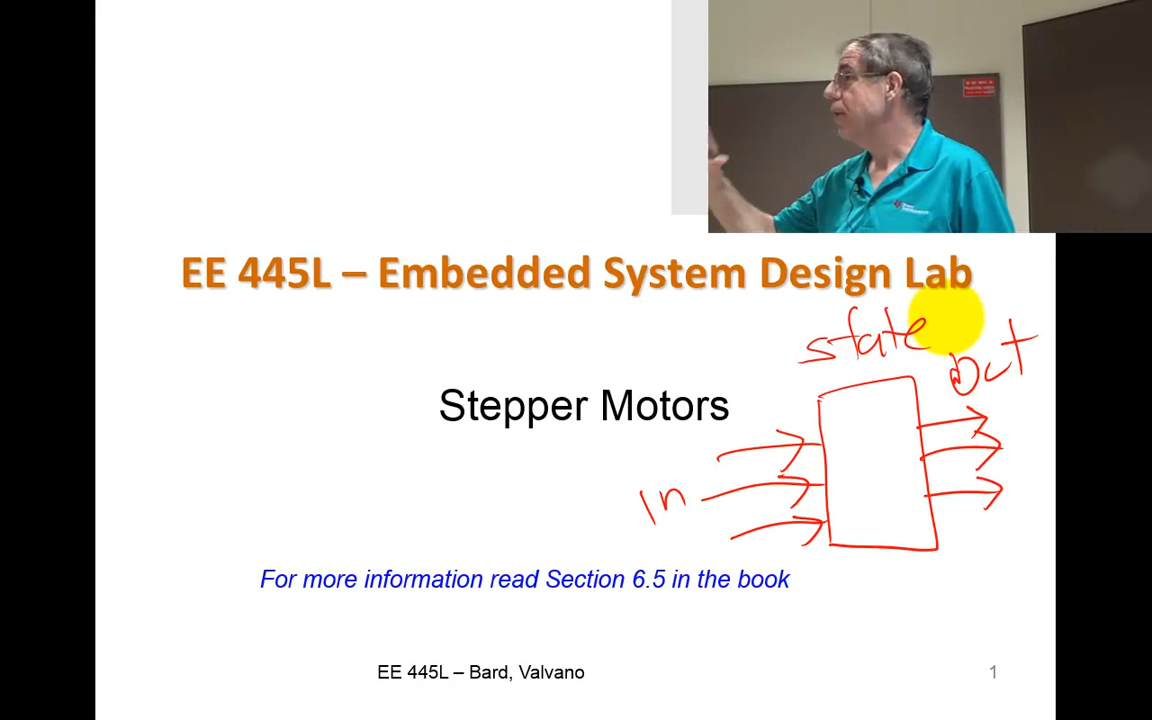 EE 445L – Embedded System Design Lab
state
Out
Stepper Motors
In
For more information read Section 6.5 in the book
EE 445L – Bard, Valvano
1